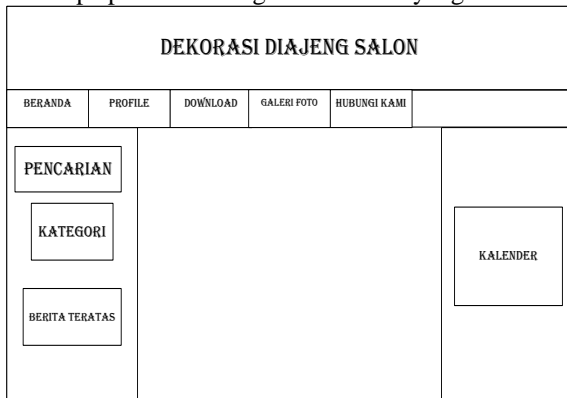 DEKORASI DIAJENG SALON
BERANDA PROFILE DOWNLOAD GALERI FOTO HUBUNGI KAMI
PENCARIAN
KATEGORI
KALENDER
BERITA TERATAS